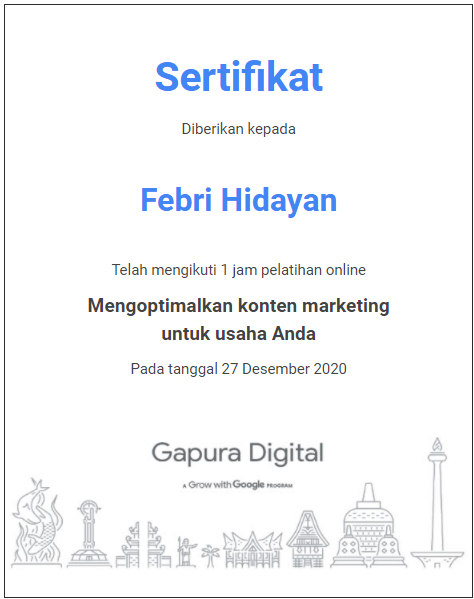 Sertifikat
Diberikan kepada
Febri Hidayan
Telah mengikuti 1 jam pelatihan online
Mengoptimalkan konten marketing
untuk usaha Anda
Pada tanggal 27 Desember 2020
Gapura Digital
A Grow with Google PROGRAM